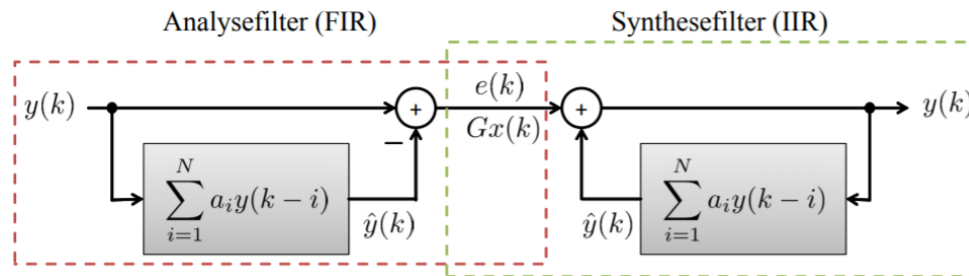 Analysefilter (FIR)
Synthesefilter (IIR)
y(k)
+
−
e(k)
Gx(k)
+
y(k)
N
∑ a_i y(k − i)
i=1
ŷ(k)
ŷ(k)
N
∑ a_i y(k − i)
i=1